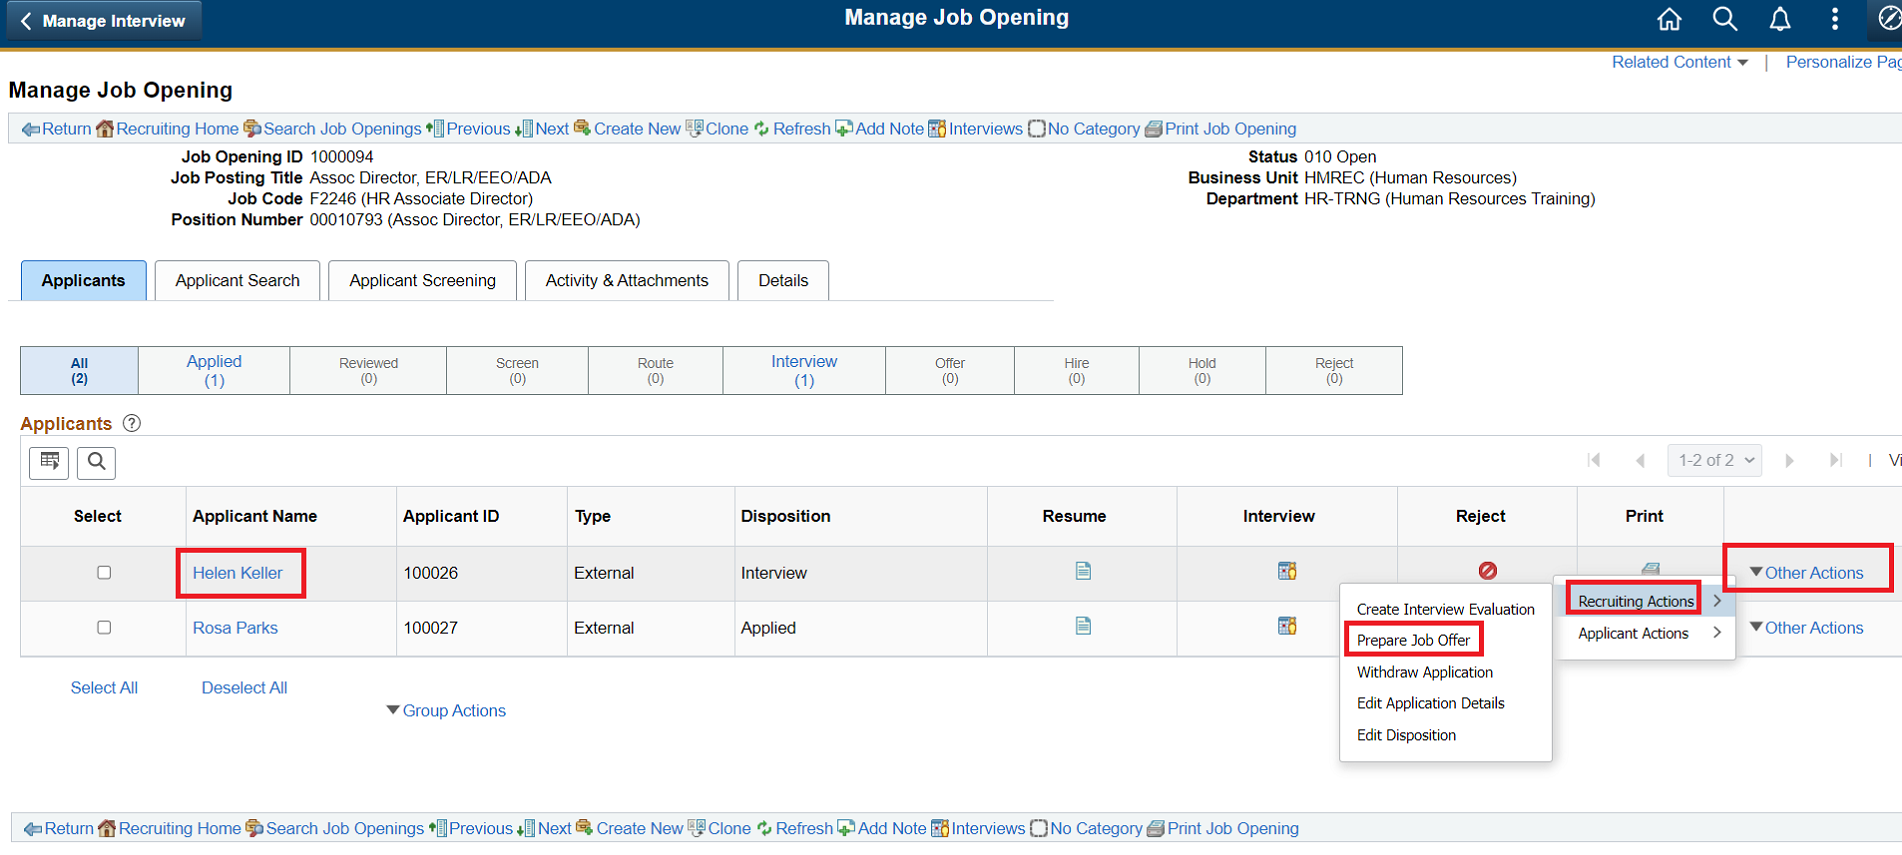 Manage Interview
Manage Job Opening
Related Content | Personalize Pag
Manage Job Opening
Return Recruiting Home Search Job Openings Previous Next Create New Clone Refresh Add Note Interviews No Category Print Job Opening
Job Opening ID 1000094
Status 010 Open
Job Posting Title Assoc Director, ER/LR/EEO/ADA
Business Unit HMREC (Human Resources)
Job Code F2246 (HR Associate Director)
Department HR-TRNG (Human Resources Training)
Position Number 00010793 (Assoc Director, ER/LR/EEO/ADA)
Applicants Applicant Search Applicant Screening Activity & Attachments Details
All Applied Reviewed Screen Route Interview Offer Hire Hold Reject
(2) (1) (0) (0) (0) (1) (0) (0) (0) (0)
Applicants ?
1-2 of 2 | Vi
Select Applicant Name Applicant ID Type Disposition Resume Interview Reject Print
Helen Keller 100026 External Interview Other Actions
Rosa Parks 100027 External Applied Other Actions
Recruiting Actions
Applicant Actions
Create Interview Evaluation
Prepare Job Offer
Withdraw Application
Edit Application Details
Edit Disposition
Select All Deselect All
Group Actions
Return Recruiting Home Search Job Openings Previous Next Create New Clone Refresh Add Note Interviews No Category Print Job Opening